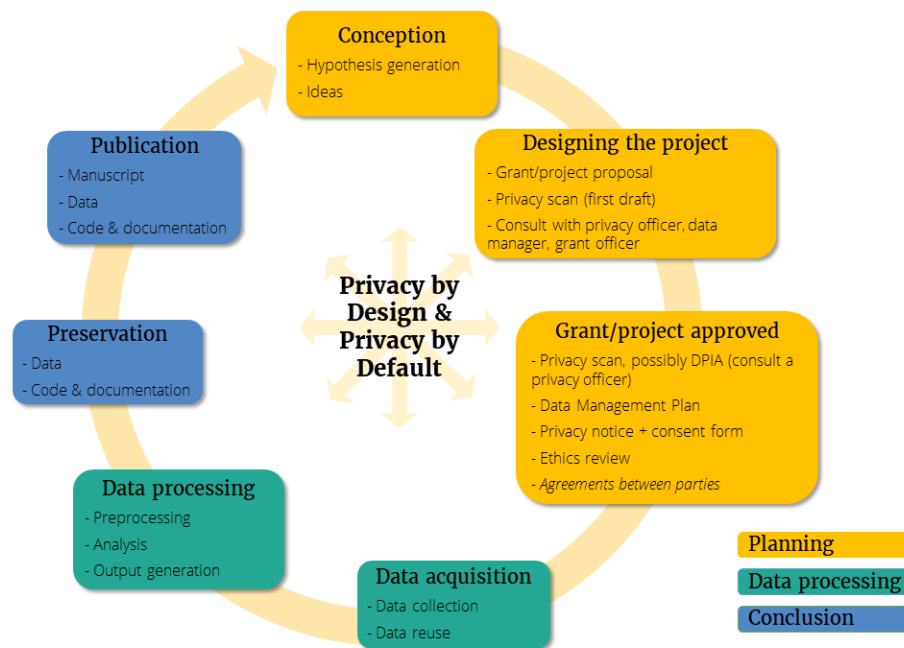 Conception
- Hypothesis generation
- Ideas
Designing the project
- Grant/project proposal
- Privacy scan (first draft)
- Consult with privacy officer, data
manager, grant officer
Grant/project approved
- Privacy scan, possibly DPIA (consult a
privacy officer)
- Data Management Plan
- Privacy notice + consent form
- Ethics review
- Agreements between parties
Data acquisition
- Data collection
- Data reuse
Data processing
- Preprocessing
- Analysis
- Output generation
Preservation
- Data
- Code & documentation
Publication
- Manuscript
- Data
- Code & documentation
Privacy by
Design &
Privacy by
Default
Planning
Data processing
Conclusion